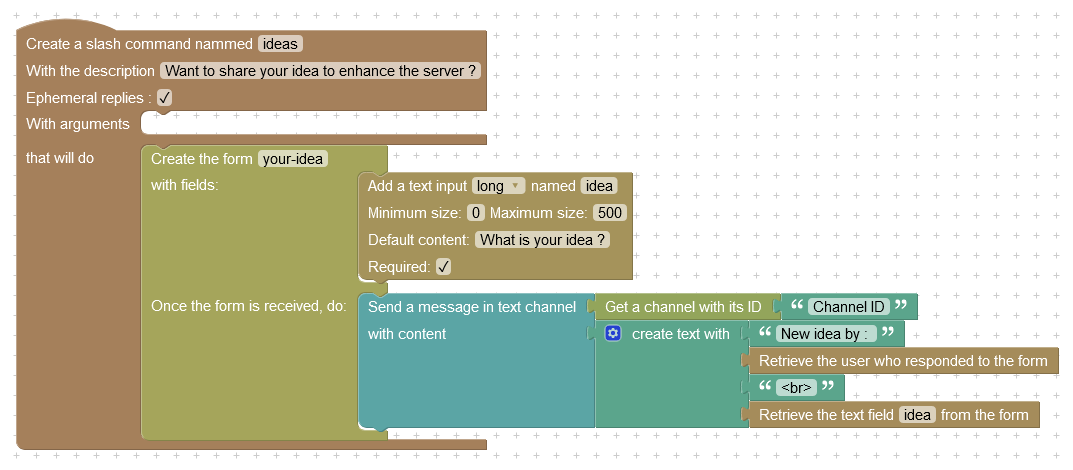 Create a slash command nammed ideas
With the description Want to share your idea to enhance the server ?
Ephemeral replies : ✓
With arguments
that will do
Create the form your-idea
with fields:
Add a text input long ▾ named idea
Minimum size: 0 Maximum size: 500
Default content: What is your idea ?
Required: ✓
Once the form is received, do:
Send a message in text channel Get a channel with its ID “ Channel ID ”
with content create text with “ New idea by : ”
Retrieve the user who responded to the form
“ <br> ”
Retrieve the text field idea from the form